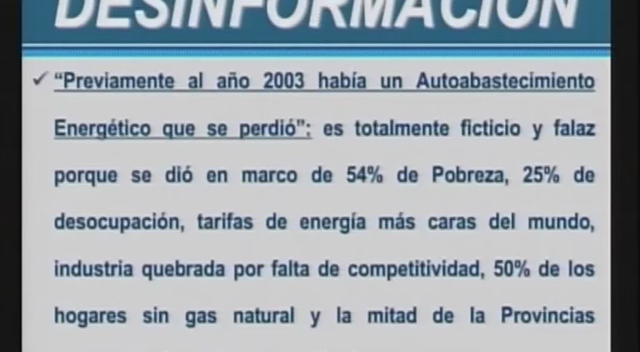 DESINFORMACIÓN
✓ “Previamente al año 2003 había un Autoabastecimiento
Energético que se perdió”: es totalmente ficticio y falaz
porque se dió en marco de 54% de Pobreza, 25% de
desocupación, tarifas de energía más caras del mundo,
industria quebrada por falta de competitividad, 50% de los
hogares sin gas natural y la mitad de la Provincias